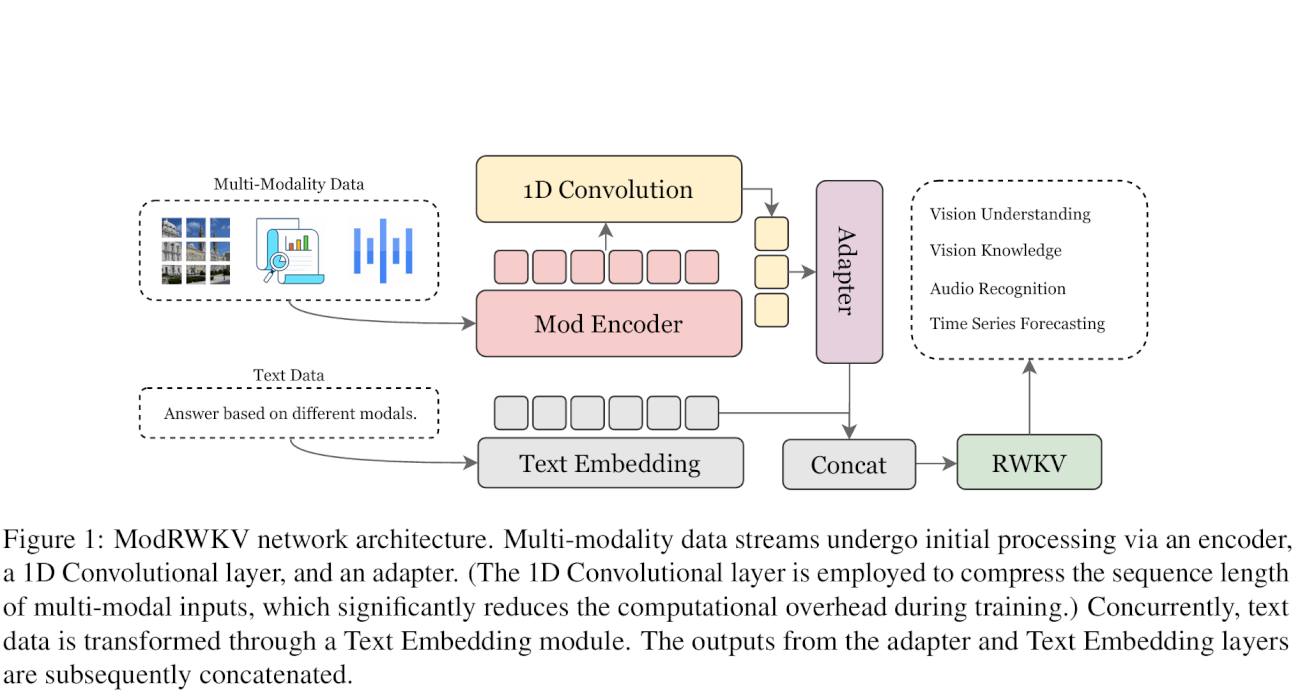 Multi-Modality Data
1D Convolution
Mod Encoder
Adapter
Vision Understanding
Vision Knowledge
Audio Recognition
Time Series Forecasting
Text Data
Answer based on different modals.
Text Embedding
Concat
RWKV
Figure 1: ModRWKV network architecture. Multi-modality data streams undergo initial processing via an encoder,
a 1D Convolutional layer, and an adapter. (The 1D Convolutional layer is employed to compress the sequence length
of multi-modal inputs, which significantly reduces the computational overhead during training.) Concurrently, text
data is transformed through a Text Embedding module. The outputs from the adapter and Text Embedding layers
are subsequently concatenated.